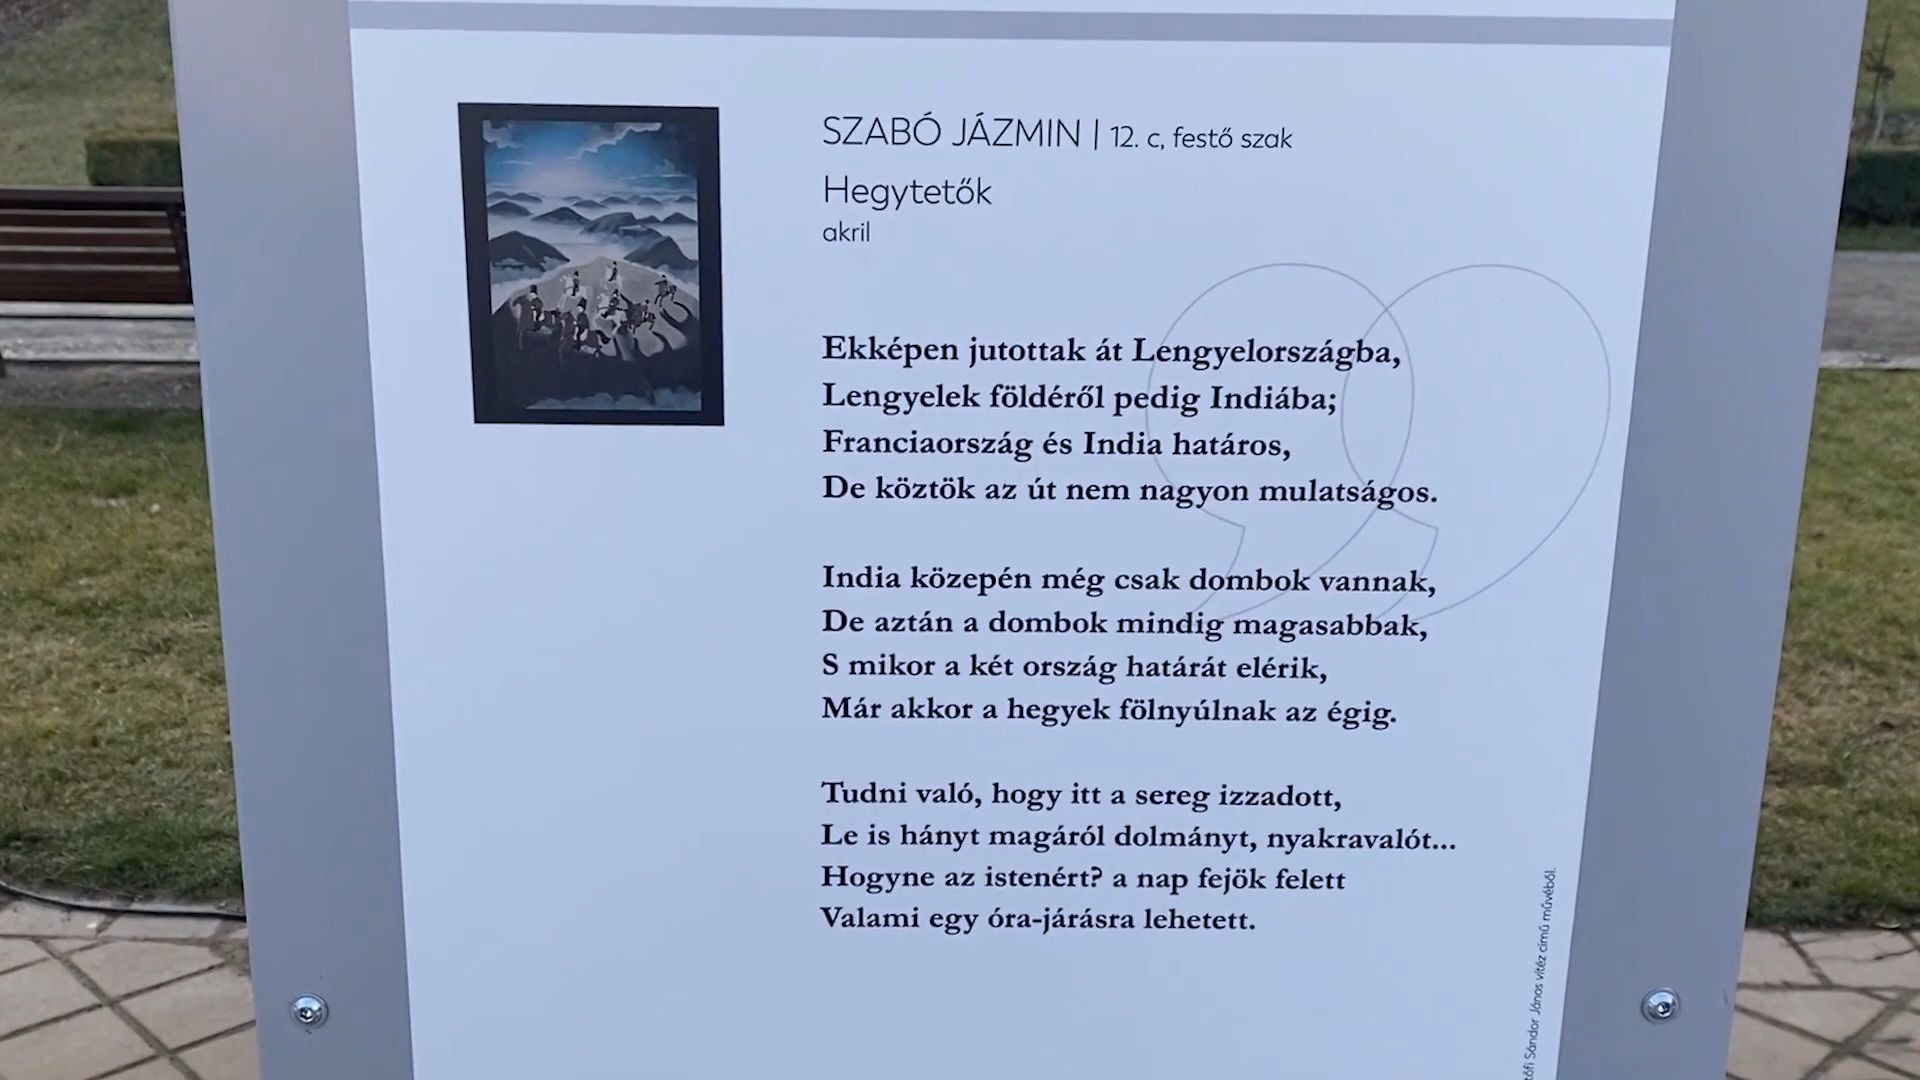 SZABÓ JÁZMIN | 12. c, festő szak
Hegytetők
akril
Ekképen jutottak át Lengyelországba,
Lengyelek földéről pedig Indiába;
Franciaország és India határos,
De köztök az út nem nagyon mulatságos.
India közepén még csak dombok vannak,
De aztán a dombok mindig magasabbak,
S mikor a két ország határát elérik,
Már akkor a hegyek fölnyúlnak az égig.
Tudni való, hogy itt a sereg izzadott,
Le is hányt magáról dolmányt, nyakravalót...
Hogyne az istenért? a nap fejök felett
Valami egy óra-járásra lehetett.
Sándor János vitéz című művéből.